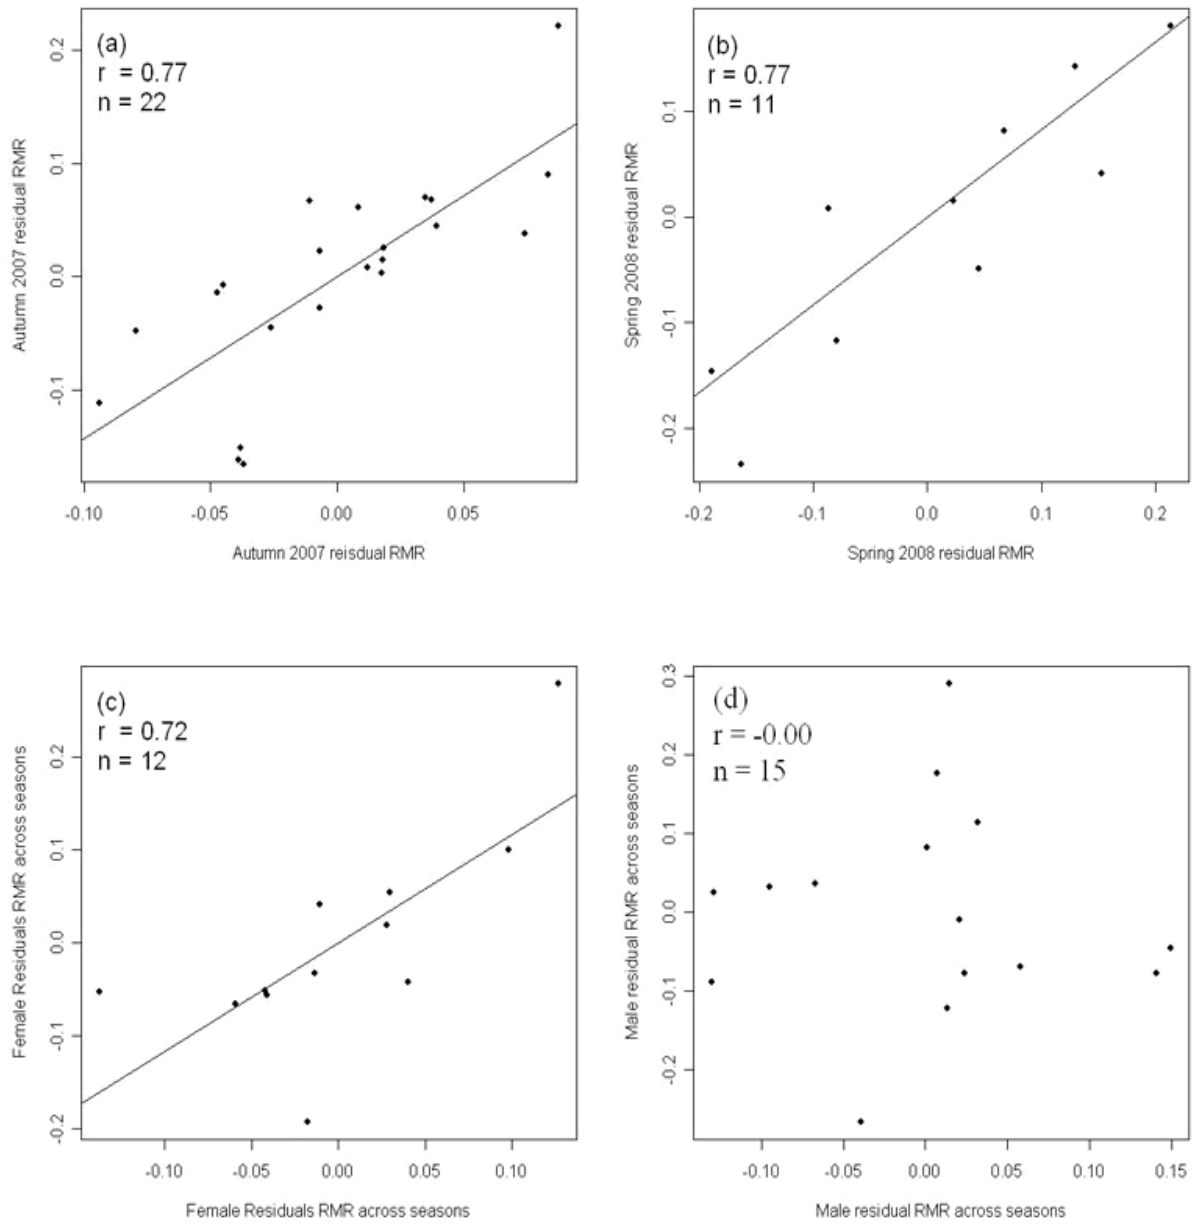 (a)
r = 0.77
n = 22
0.2
0.1
0.0
-0.1
Autumn 2007 residual RMR
-0.10 -0.05 0.00 0.05
Autumn 2007 reisdual RMR
(b)
r = 0.77
n = 11
0.1
0.0
-0.1
-0.2
Spring 2008 residual RMR
-0.2 -0.1 0.0 0.1 0.2
Spring 2008 residual RMR
(c)
r = 0.72
n = 12
0.2
0.1
0.0
-0.1
-0.2
Female Residuals RMR across seasons
-0.10 -0.05 0.00 0.05 0.10
Female Residuals RMR across seasons
(d)
r = -0.00
n = 15
0.3
0.2
0.1
0.0
-0.1
-0.2
Male residual RMR across seasons
-0.10 -0.05 0.00 0.05 0.10 0.15
Male residual RMR across seasons